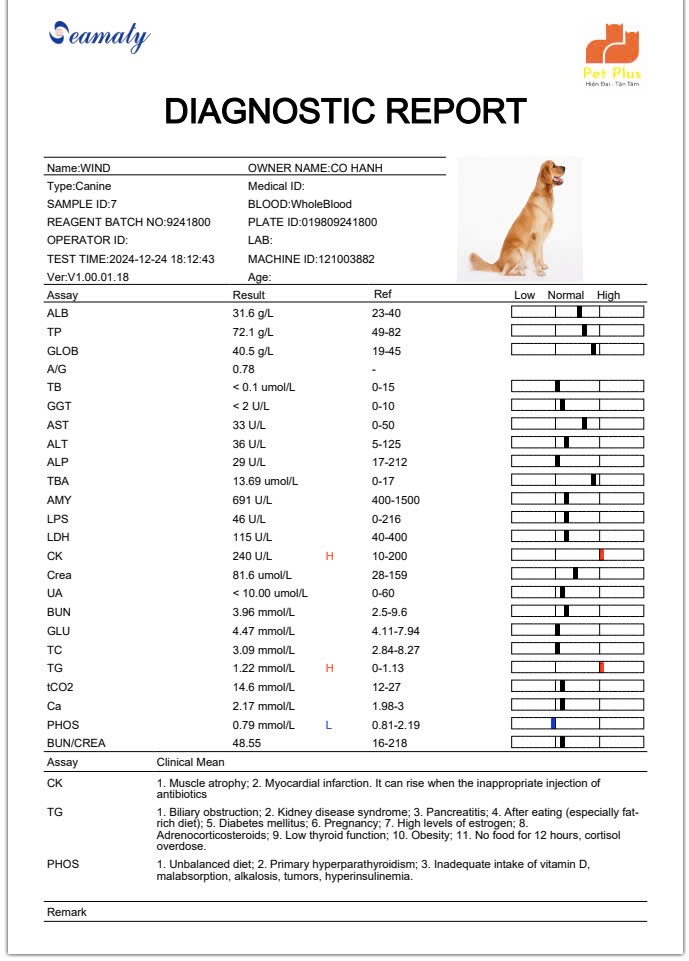 Seamaty
Pet Plus
Hiện Đại - Tận Tâm
DIAGNOSTIC REPORT
Name:WIND OWNER NAME:CO HANH
Type:Canine Medical ID:
SAMPLE ID:7 BLOOD:WholeBlood
REAGENT BATCH NO:9241800 PLATE ID:019809241800
OPERATOR ID: LAB:
TEST TIME:2024-12-24 18:12:43 MACHINE ID:121003882
Ver:V1.00.01.18 Age:
Assay Result Ref Low Normal High
ALB 31.6 g/L 23-40
TP 72.1 g/L 49-82
GLOB 40.5 g/L 19-45
A/G 0.78 -
TB < 0.1 umol/L 0-15
GGT < 2 U/L 0-10
AST 33 U/L 0-50
ALT 36 U/L 5-125
ALP 29 U/L 17-212
TBA 13.69 umol/L 0-17
AMY 691 U/L 400-1500
LPS 46 U/L 0-216
LDH 115 U/L 40-400
CK 240 U/L H 10-200
Crea 81.6 umol/L 28-159
UA < 10.00 umol/L 0-60
BUN 3.96 mmol/L 2.5-9.6
GLU 4.47 mmol/L 4.11-7.94
TC 3.09 mmol/L 2.84-8.27
TG 1.22 mmol/L H 0-1.13
tCO2 14.6 mmol/L 12-27
Ca 2.17 mmol/L 1.98-3
PHOS 0.79 mmol/L L 0.81-2.19
BUN/CREA 48.55 16-218
Assay Clinical Mean
CK 1. Muscle atrophy; 2. Myocardial infarction. It can rise when the inappropriate injection of
antibiotics
TG 1. Biliary obstruction; 2. Kidney disease syndrome; 3. Pancreatitis; 4. After eating (especially fat-
rich diet); 5. Diabetes mellitus; 6. Pregnancy; 7. High levels of estrogen; 8.
Adrenocorticosteroids; 9. Low thyroid function; 10. Obesity; 11. No food for 12 hours, cortisol
overdose.
PHOS 1. Unbalanced diet; 2. Primary hyperparathyroidism; 3. Inadequate intake of vitamin D,
malabsorption, alkalosis, tumors, hyperinsulinemia.
Remark